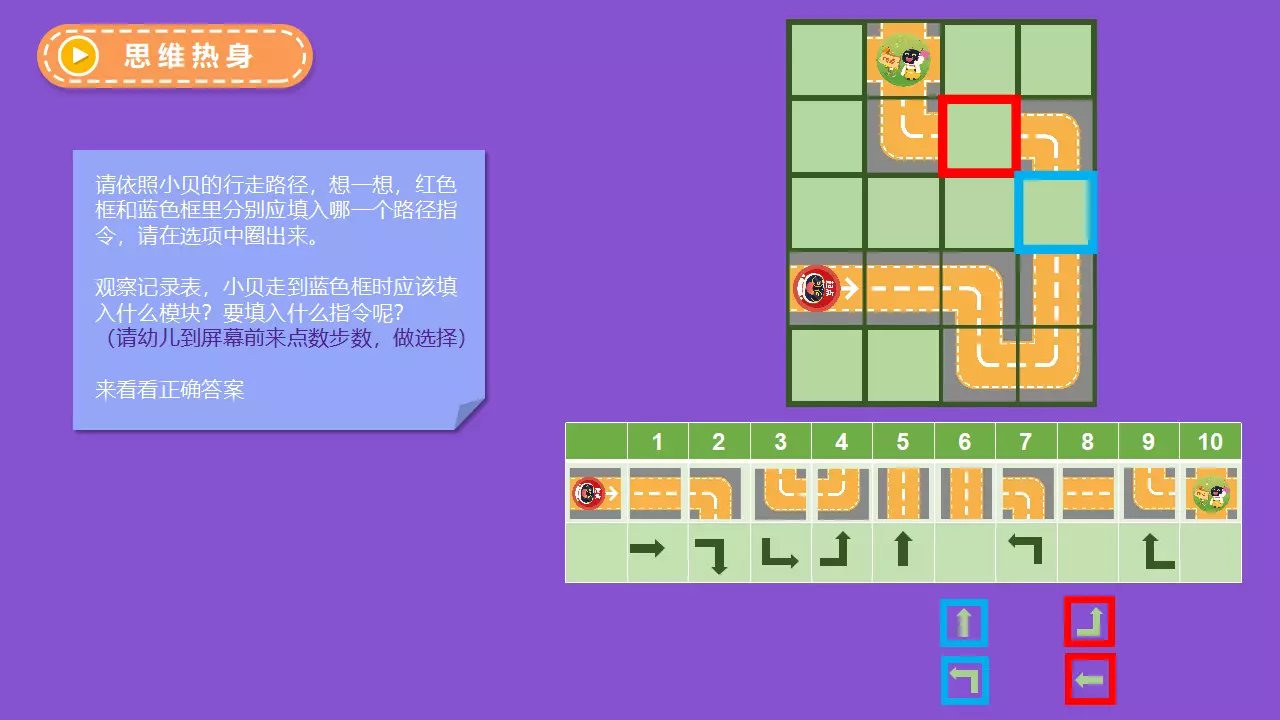 思维热身
请依照小贝的行走路径，想一想，红色
框和蓝色框里分别应填入哪一个路径指
令，请在选项中圈出来。
观察记录表，小贝走到蓝色框时应该填
入什么模块？要填入什么指令呢？
（请幼儿到屏幕前来点数步数，做选择）
来看看正确答案
1 2 3 4 5 6 7 8 9 10